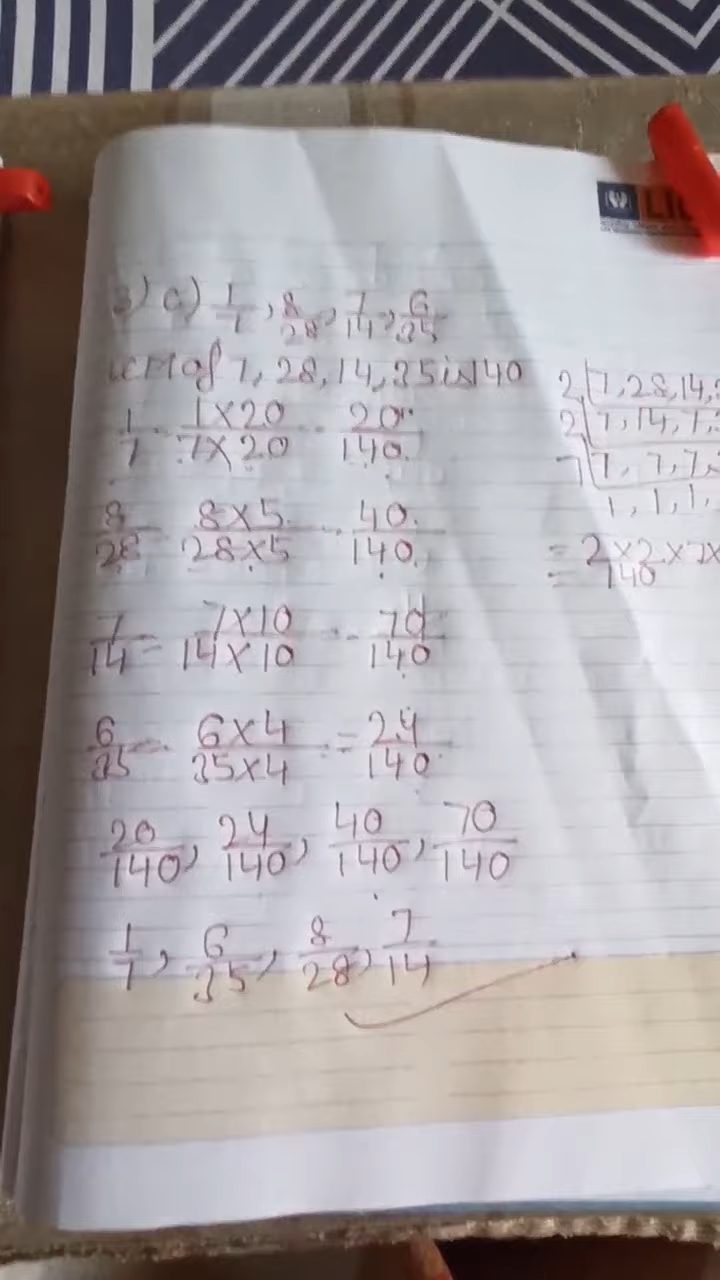 3) c) 1/7, 8/28, 7/14, 6/35
LCM of 7, 28, 14, 35 is 140
1/7 = 1×20/7×20 = 20/140
8/28 = 8×5/28×5 = 40/140
7/14 = 7×10/14×10 = 70/140
6/35 = 6×4/35×4 = 24/140
20/140, 24/140, 40/140, 70/140
1/7, 6/35, 8/28, 7/14
LIC
2 7, 28, 14,
2 7, 14, 7,
7 7, 7, 7,
1, 1, 1,
= 2×2×7×
= 140